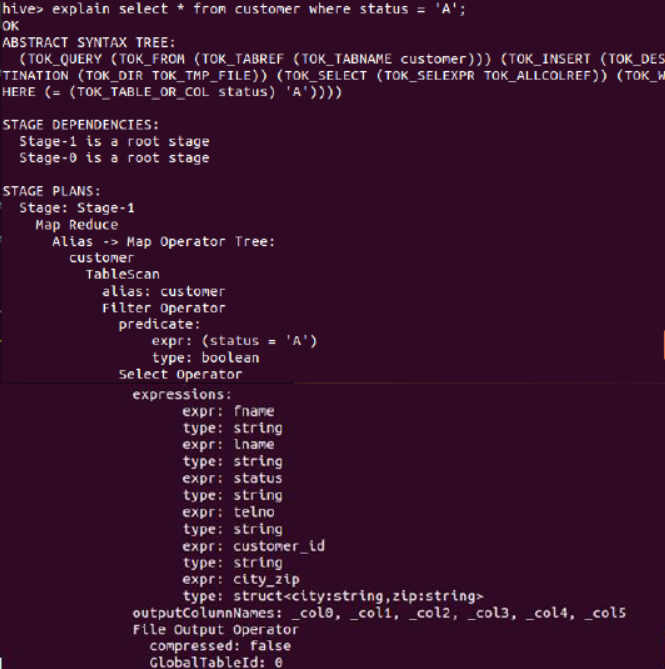 hive> explain select * from customer where status = 'A';
OK
ABSTRACT SYNTAX TREE:
(TOK_QUERY (TOK_FROM (TOK_TABREF (TOK_TABNAME customer))) (TOK_INSERT (TOK_DES
TINATION (TOK_DIR TOK_TMP_FILE)) (TOK_SELECT (TOK_SELEXPR TOK_ALLCOLREF)) (TOK_W
HERE (= (TOK_TABLE_OR_COL status) 'A'))))
STAGE DEPENDENCIES:
Stage-1 is a root stage
Stage-0 is a root stage
STAGE PLANS:
Stage: Stage-1
Map Reduce
Alias -> Map Operator Tree:
customer
TableScan
alias: customer
Filter Operator
predicate:
expr: (status = 'A')
type: boolean
Select Operator
expressions:
expr: fname
type: string
expr: lname
type: string
expr: status
type: string
expr: telno
type: string
expr: customer_id
type: string
expr: city_zip
type: struct<city:string,zip:string>
outputColumnNames: _col0, _col1, _col2, _col3, _col4, _col5
File Output Operator
compressed: false
GlobalTableId: 0